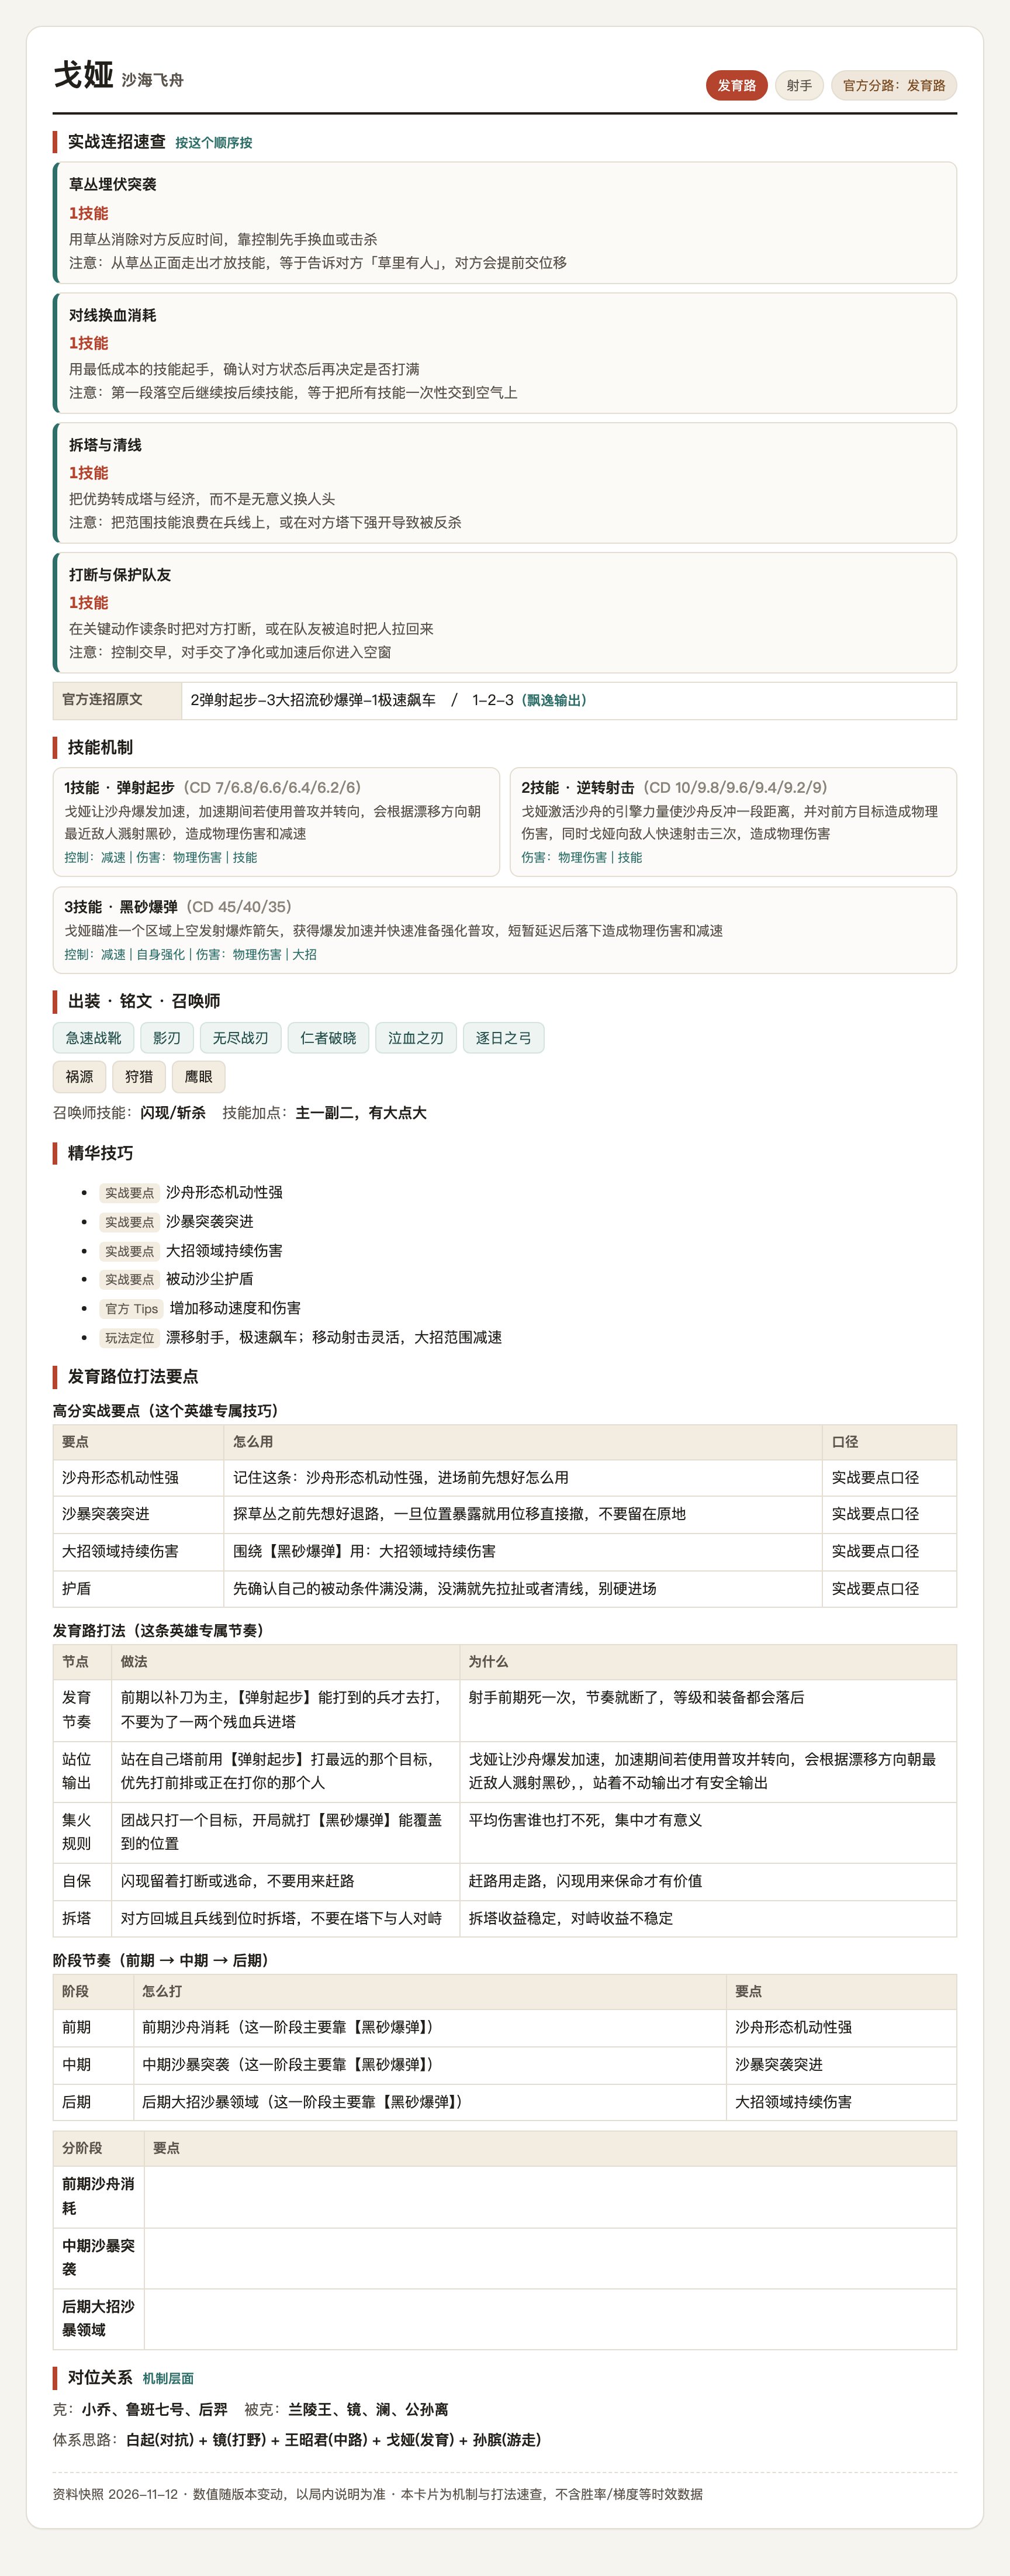 戈娅 沙海飞舟
发育路 射手 官方分路：发育路
实战连招速查 按这个顺序按
草丛埋伏突袭
1技能
用草丛消除对方反应时间，靠控制先手换血或击杀
注意：从草丛正面走出才放技能，等于告诉对方「草里有人」，对方会提前交位移
对线换血消耗
1技能
用最低成本的技能起手，确认对方状态后再决定是否打满
注意：第一段落空后继续按后续技能，等于把所有技能一次性交到空气上
拆塔与清线
1技能
把优势转成塔与经济，而不是无意义换人头
注意：把范围技能浪费在兵线上，或在对方塔下强开导致被反杀
打断与保护队友
1技能
在关键动作读条时把对方打断，或在队友被追时把人拉回来
注意：控制交早，对手交了净化或加速后你进入空窗
官方连招原文 2弹射起步–3大招流砂爆弹–1极速飙车 / 1–2–3（飘逸输出）
技能机制
1技能 · 弹射起步（CD 7/6.8/6.6/6.4/6.2/6）
戈娅让沙舟爆发加速，加速期间若使用普攻并转向，会根据漂移方向朝
最近敌人溅射黑砂，造成物理伤害和减速
控制：减速 | 伤害：物理伤害 | 技能
2技能 · 逆转射击（CD 10/9.8/9.6/9.4/9.2/9）
戈娅激活沙舟的引擎力量使沙舟反冲一段距离，并对前方目标造成物理
伤害，同时戈娅向敌人快速射击三次，造成物理伤害
伤害：物理伤害 | 技能
3技能 · 黑砂爆弹（CD 45/40/35）
戈娅瞄准一个区域上空发射爆炸箭矢，获得爆发加速并快速准备强化普攻，短暂延迟后落下造成物理伤害和减速
控制：减速 | 自身强化 | 伤害：物理伤害 | 大招
出装 · 铭文 · 召唤师
急速战靴 影刃 无尽战刃 仁者破晓 泣血之刃 逐日之弓
祸源 狩猎 鹰眼
召唤师技能：闪现/斩杀 技能加点：主一副二，有大点大
精华技巧
• 实战要点 沙舟形态机动性强
• 实战要点 沙暴突袭突进
• 实战要点 大招领域持续伤害
• 实战要点 被动沙尘护盾
• 官方 Tips 增加移动速度和伤害
• 玩法定位 漂移射手，极速飙车；移动射击灵活，大招范围减速
发育路位打法要点
高分实战要点（这个英雄专属技巧）
要点 怎么用 口径
沙舟形态机动性强 记住这条：沙舟形态机动性强，进场前先想好怎么用 实战要点口径
沙暴突袭突进 探草丛之前先想好退路，一旦位置暴露就用位移直接撤，不要留在原地 实战要点口径
大招领域持续伤害 围绕【黑砂爆弹】用：大招领域持续伤害 实战要点口径
护盾 先确认自己的被动条件满没满，没满就先拉扯或者清线，别硬进场 实战要点口径
发育路打法（这条英雄专属节奏）
节点 做法 为什么
发育
节奏
前期以补刀为主，【弹射起步】能打到的兵才去打，
不要为了一两个残血兵进塔
射手前期死一次，节奏就断了，等级和装备都会落后
站位
输出
站在自己塔前用【弹射起步】打最远的那个目标，
优先打前排或正在打你的那个人
戈娅让沙舟爆发加速，加速期间若使用普攻并转向，会根据漂移方向朝最
近敌人溅射黑砂，，站着不动输出才有安全输出
集火
规则
团战只打一个目标，开局就打【黑砂爆弹】能覆盖
到的位置
平均伤害谁也打不死，集中才有意义
自保 闪现留着打断或逃命，不要用来赶路 赶路用走路，闪现用来保命才有价值
拆塔 对方回城且兵线到位时拆塔，不要在塔下与人对峙 拆塔收益稳定，对峙收益不稳定
阶段节奏（前期 → 中期 → 后期）
阶段 怎么打 要点
前期 前期沙舟消耗（这一阶段主要靠【黑砂爆弹】） 沙舟形态机动性强
中期 中期沙暴突袭（这一阶段主要靠【黑砂爆弹】） 沙暴突袭突进
后期 后期大招沙暴领域（这一阶段主要靠【黑砂爆弹】） 大招领域持续伤害
分阶段 要点
前期沙舟消
耗
中期沙暴突
袭
后期大招沙
暴领域
对位关系 机制层面
克：小乔、鲁班七号、后羿 被克：兰陵王、镜、澜、公孙离
体系思路：白起(对抗) + 镜(打野) + 王昭君(中路) + 戈娅(发育) + 孙膑(游走)
资料快照 2026–11–12 · 数值随版本变动，以局内说明为准 · 本卡片为机制与打法速查，不含胜率/梯度等时效数据